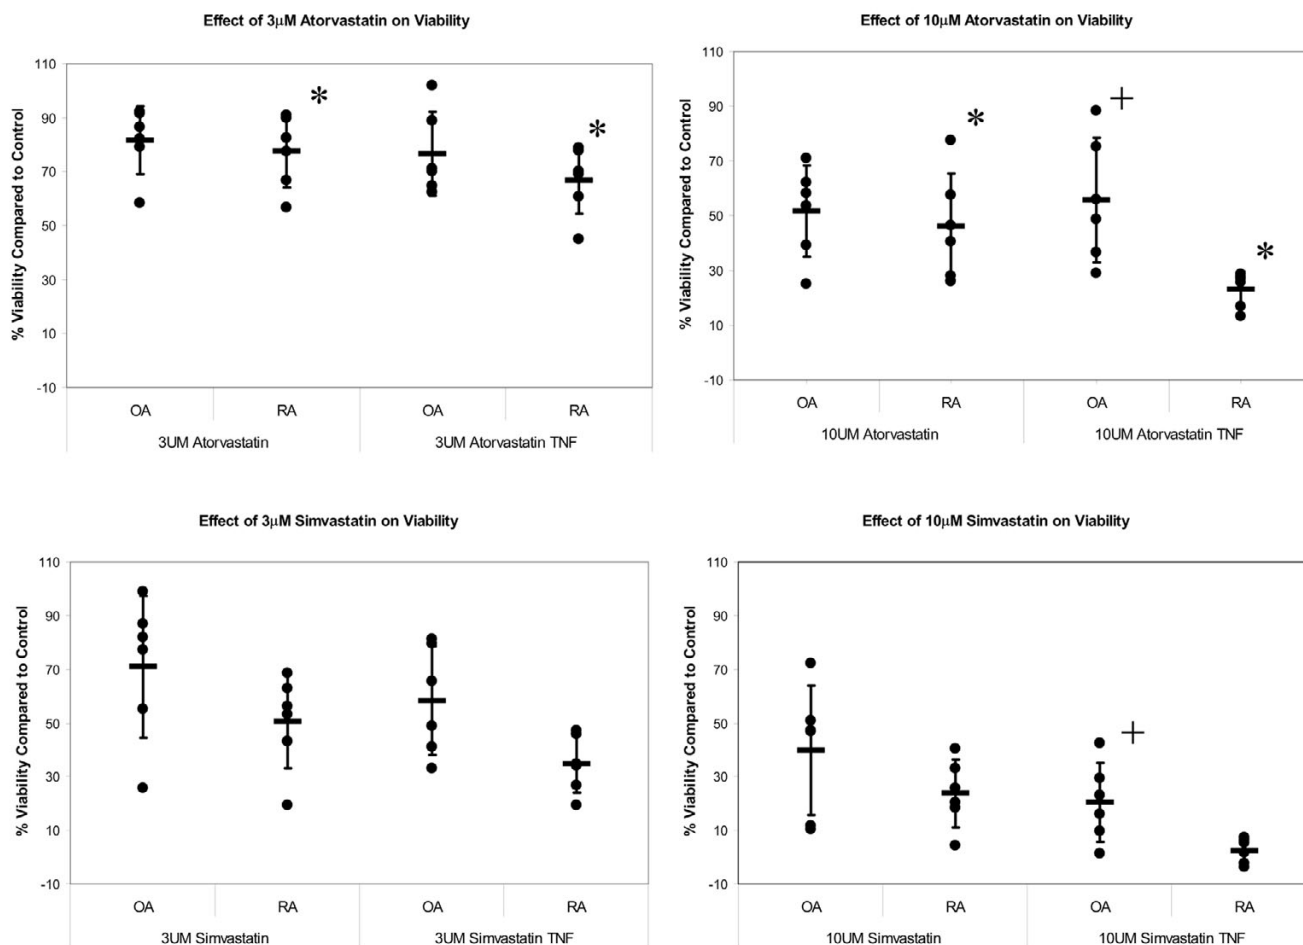 Effect of 3μM Atorvastatin on Viability
% Viability Compared to Control
110
90
70
50
30
10
-10
*
*
OA
RA
OA
RA
3UM Atorvastatin
3UM Atorvastatin TNF
Effect of 10μM Atorvastatin on Viability
% Viability Compared to Control
110
90
70
50
30
10
-10
*
+
*
OA
RA
OA
RA
10UM Atorvastatin
10UM Atorvastatin TNF
Effect of 3μM Simvastatin on Viability
% Viability Compared to Control
110
90
70
50
30
10
-10
OA
RA
OA
RA
3UM Simvastatin
3UM Simvastatin TNF
Effect of 10μM Simvastatin on Viability
% Viability Compared to Control
110
90
70
50
30
10
-10
+
OA
RA
OA
RA
10UM Simvastatin
10UM Simvastatin TNF